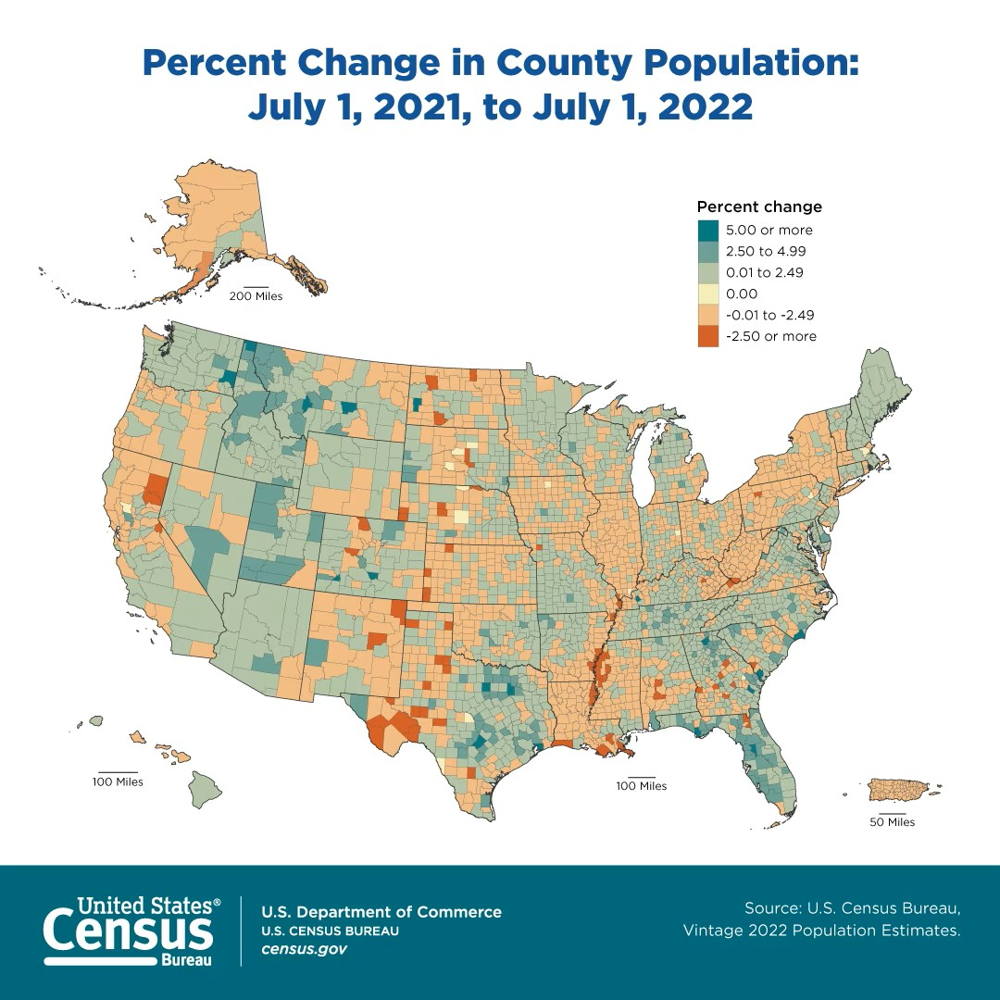 Percent Change in County Population:
July 1, 2021, to July 1, 2022
Percent change
5.00 or more
2.50 to 4.99
0.01 to 2.49
0.00
-0.01 to -2.49
-2.50 or more
200 Miles
100 Miles
100 Miles
50 Miles
United States®
Census
Bureau
U.S. Department of Commerce
U.S. CENSUS BUREAU
census.gov
Source: U.S. Census Bureau,
Vintage 2022 Population Estimates.